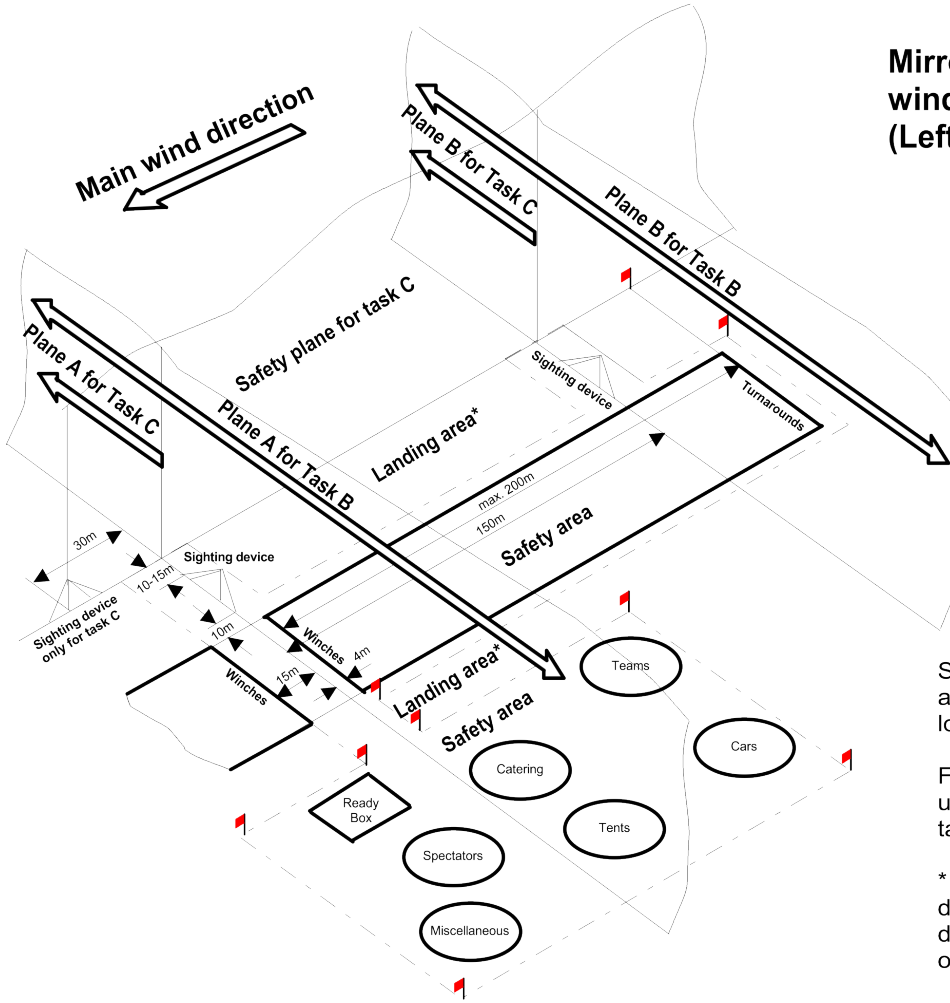 Main wind direction
Plane B for Task C
Plane B for Task B
Safety plane for task C
Plane A for Task C
Plane A for Task B
Sighting device
Turnarounds
Landing area*
max. 200m
150m
Safety area
30m
Sighting device
10-15m
Sighting device
only for task C
10m
Winches
4m
15m
Winches
Landing area*
Safety area
Teams
Cars
Catering
Ready
Box
Tents
Spectators
Miscellaneous